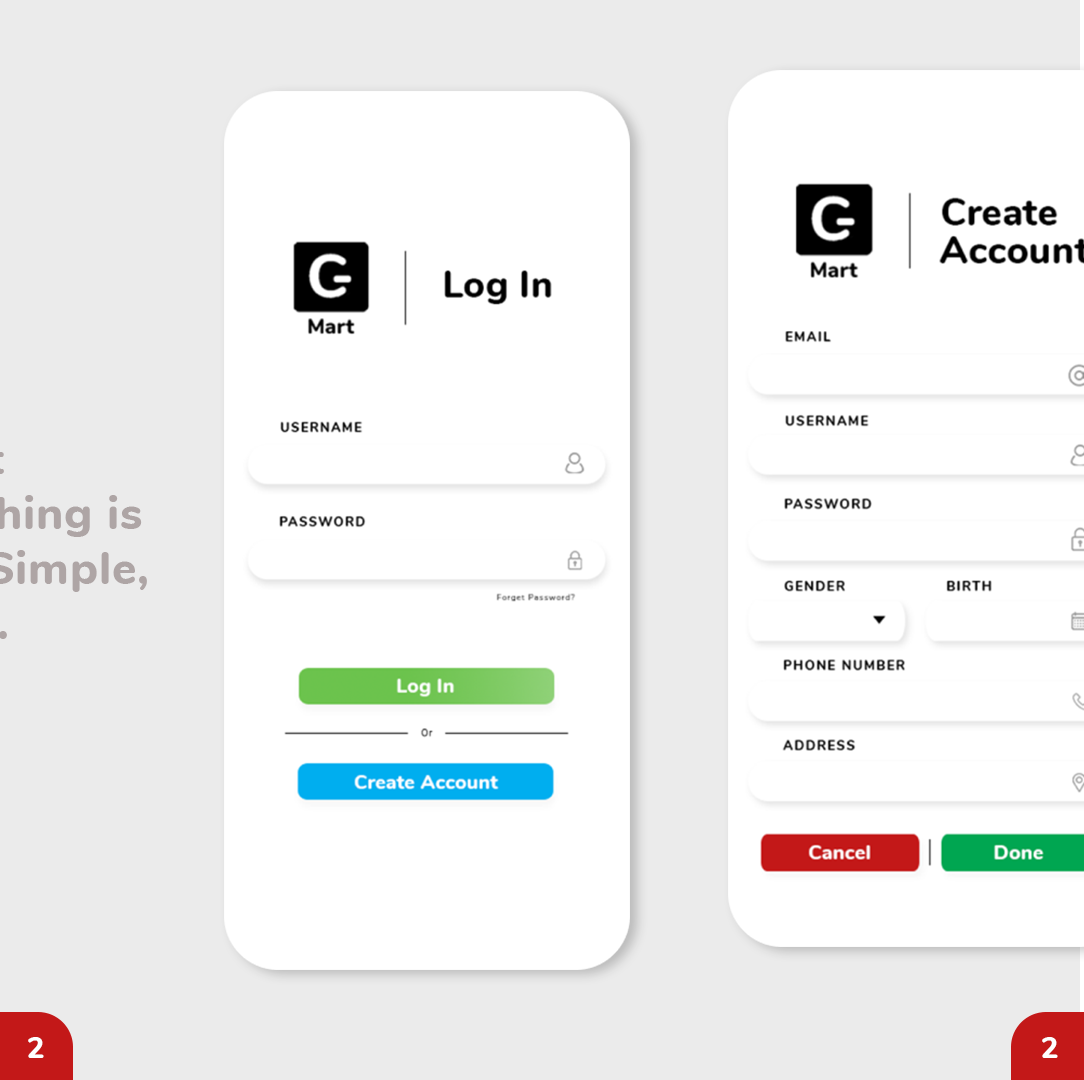 hing is
Simple,
G
Mart
Log In
USERNAME
PASSWORD
Forget Password?
Log In
Or
Create Account
G
Mart
Create
Account
EMAIL
USERNAME
PASSWORD
GENDER
BIRTH
PHONE NUMBER
ADDRESS
Cancel
Done
2
2